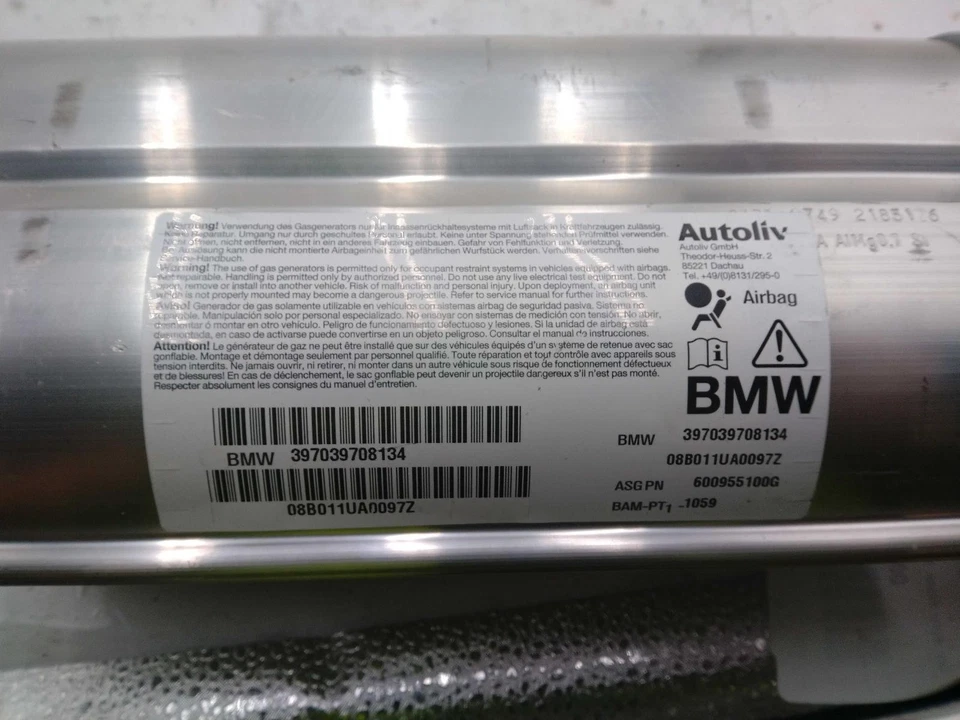 Warnung! Verwendung des Gasgenerators nur für Insassenrückhaltesysteme mit Luftsack in Kraftfahrzeugen zulässig.
Keine Reparatur. Umgang nur durch geschultes Personal erlaubt. Keine unter Spannung stehende Prüfmittel verwenden.
Nicht öffnen, nicht entfernen, nicht in ein anderes Fahrzeug einbauen. Gefahr von Fehlfunktion und Verletzung.
Bei Auslösung kann die nicht montierte Airbageinheit zum gefährlichen Wurfstück werden. Verhaltensvorschriften siehe
Service-Handbuch.
Warning! The use of gas generators is permitted only for occupant restraint systems in vehicles equipped with airbags.
Not repairable. Handling is permitted only by authorized personnel. Do not use any live electrical test equipment. Do not
open, remove or install into another vehicle. Risk of malfunction and personal injury. Upon deployment, an airbag unit
which is not properly mounted may become a dangerous projectile. Refer to service manual for further instructions.
Aviso! Generador de gas solamente utilizable en vehículos con sistemas airbag de seguridad pasiva. Sistema no
reparable. Manipulación solo por personal especializado. No ensayar con sistemas de medición con tensión. No abrir,
desmontar ó montar en otro vehículo. Peligro de funcionamiento defectuoso y lesiones. Si la unidad de airbag está
desmontada, en caso de activarse puede convertirse en un objeto peligroso. Consultar el manual de instrucciones.
Attention! Le générateur de gaz ne peut être installé que sur des véhicules équipés d'un système de retenue avec sac
gonflable. Montage et démontage seulement par personnel qualifié. Toute réparation et tout contrôle avec appareils sous
tension interdits. Ne jamais ouvrir, ni retirer, ni monter dans un autre véhicule sous risque de fonctionnement défectueux
et de blessures! En cas de déclenchement, le sac gonflable peut devenir un projectile dangereux s'il n'est pas monté.
Respecter absolument les consignes du manuel d'entretien.
BMW 397039708134
08B011UA0097Z
Autoliv
Autoliv GmbH
Theodor-Heuss-Str. 2
85221 Dachau
Tel. +49/(0)8131/295-0
Airbag
BMW
BMW 397039708134
08B011UA0097Z
ASG PN 600955100G
BAM-PT1 -1059
749
A AlMg0,7